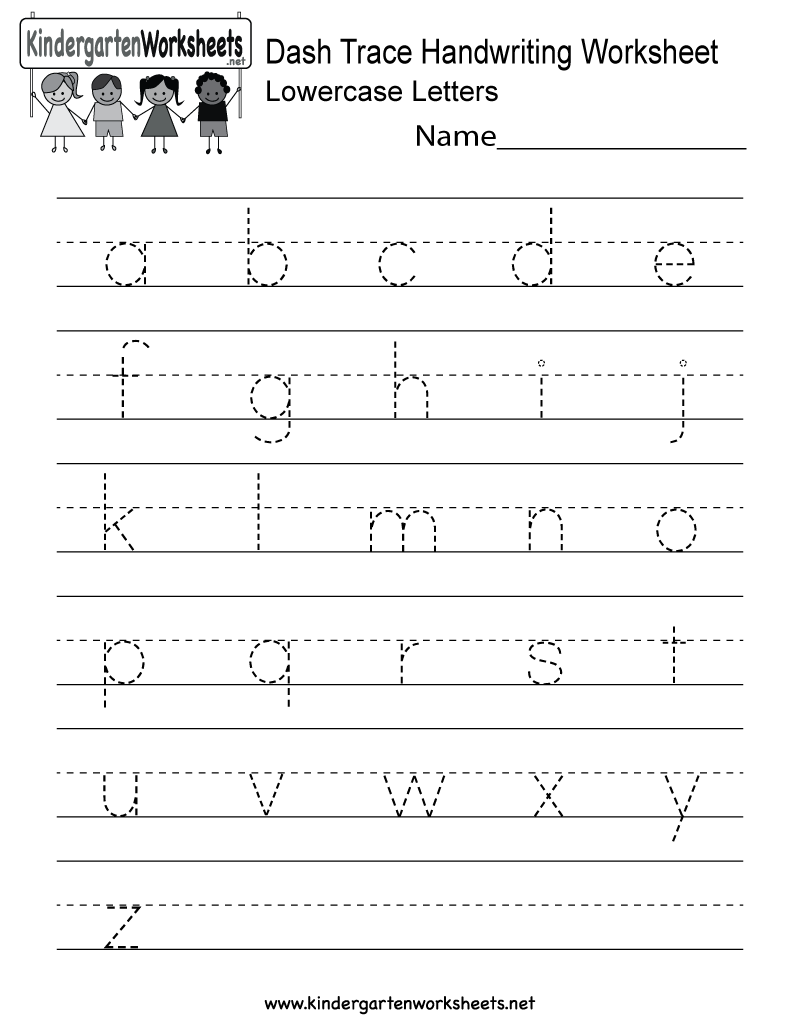 KindergartenWorksheets
.net
Dash Trace Handwriting Worksheet
Lowercase Letters
Name
a b c d e
f g h i j
k l m n o
p q r s t
u v w x y
z
www.kindergartenworksheets.net